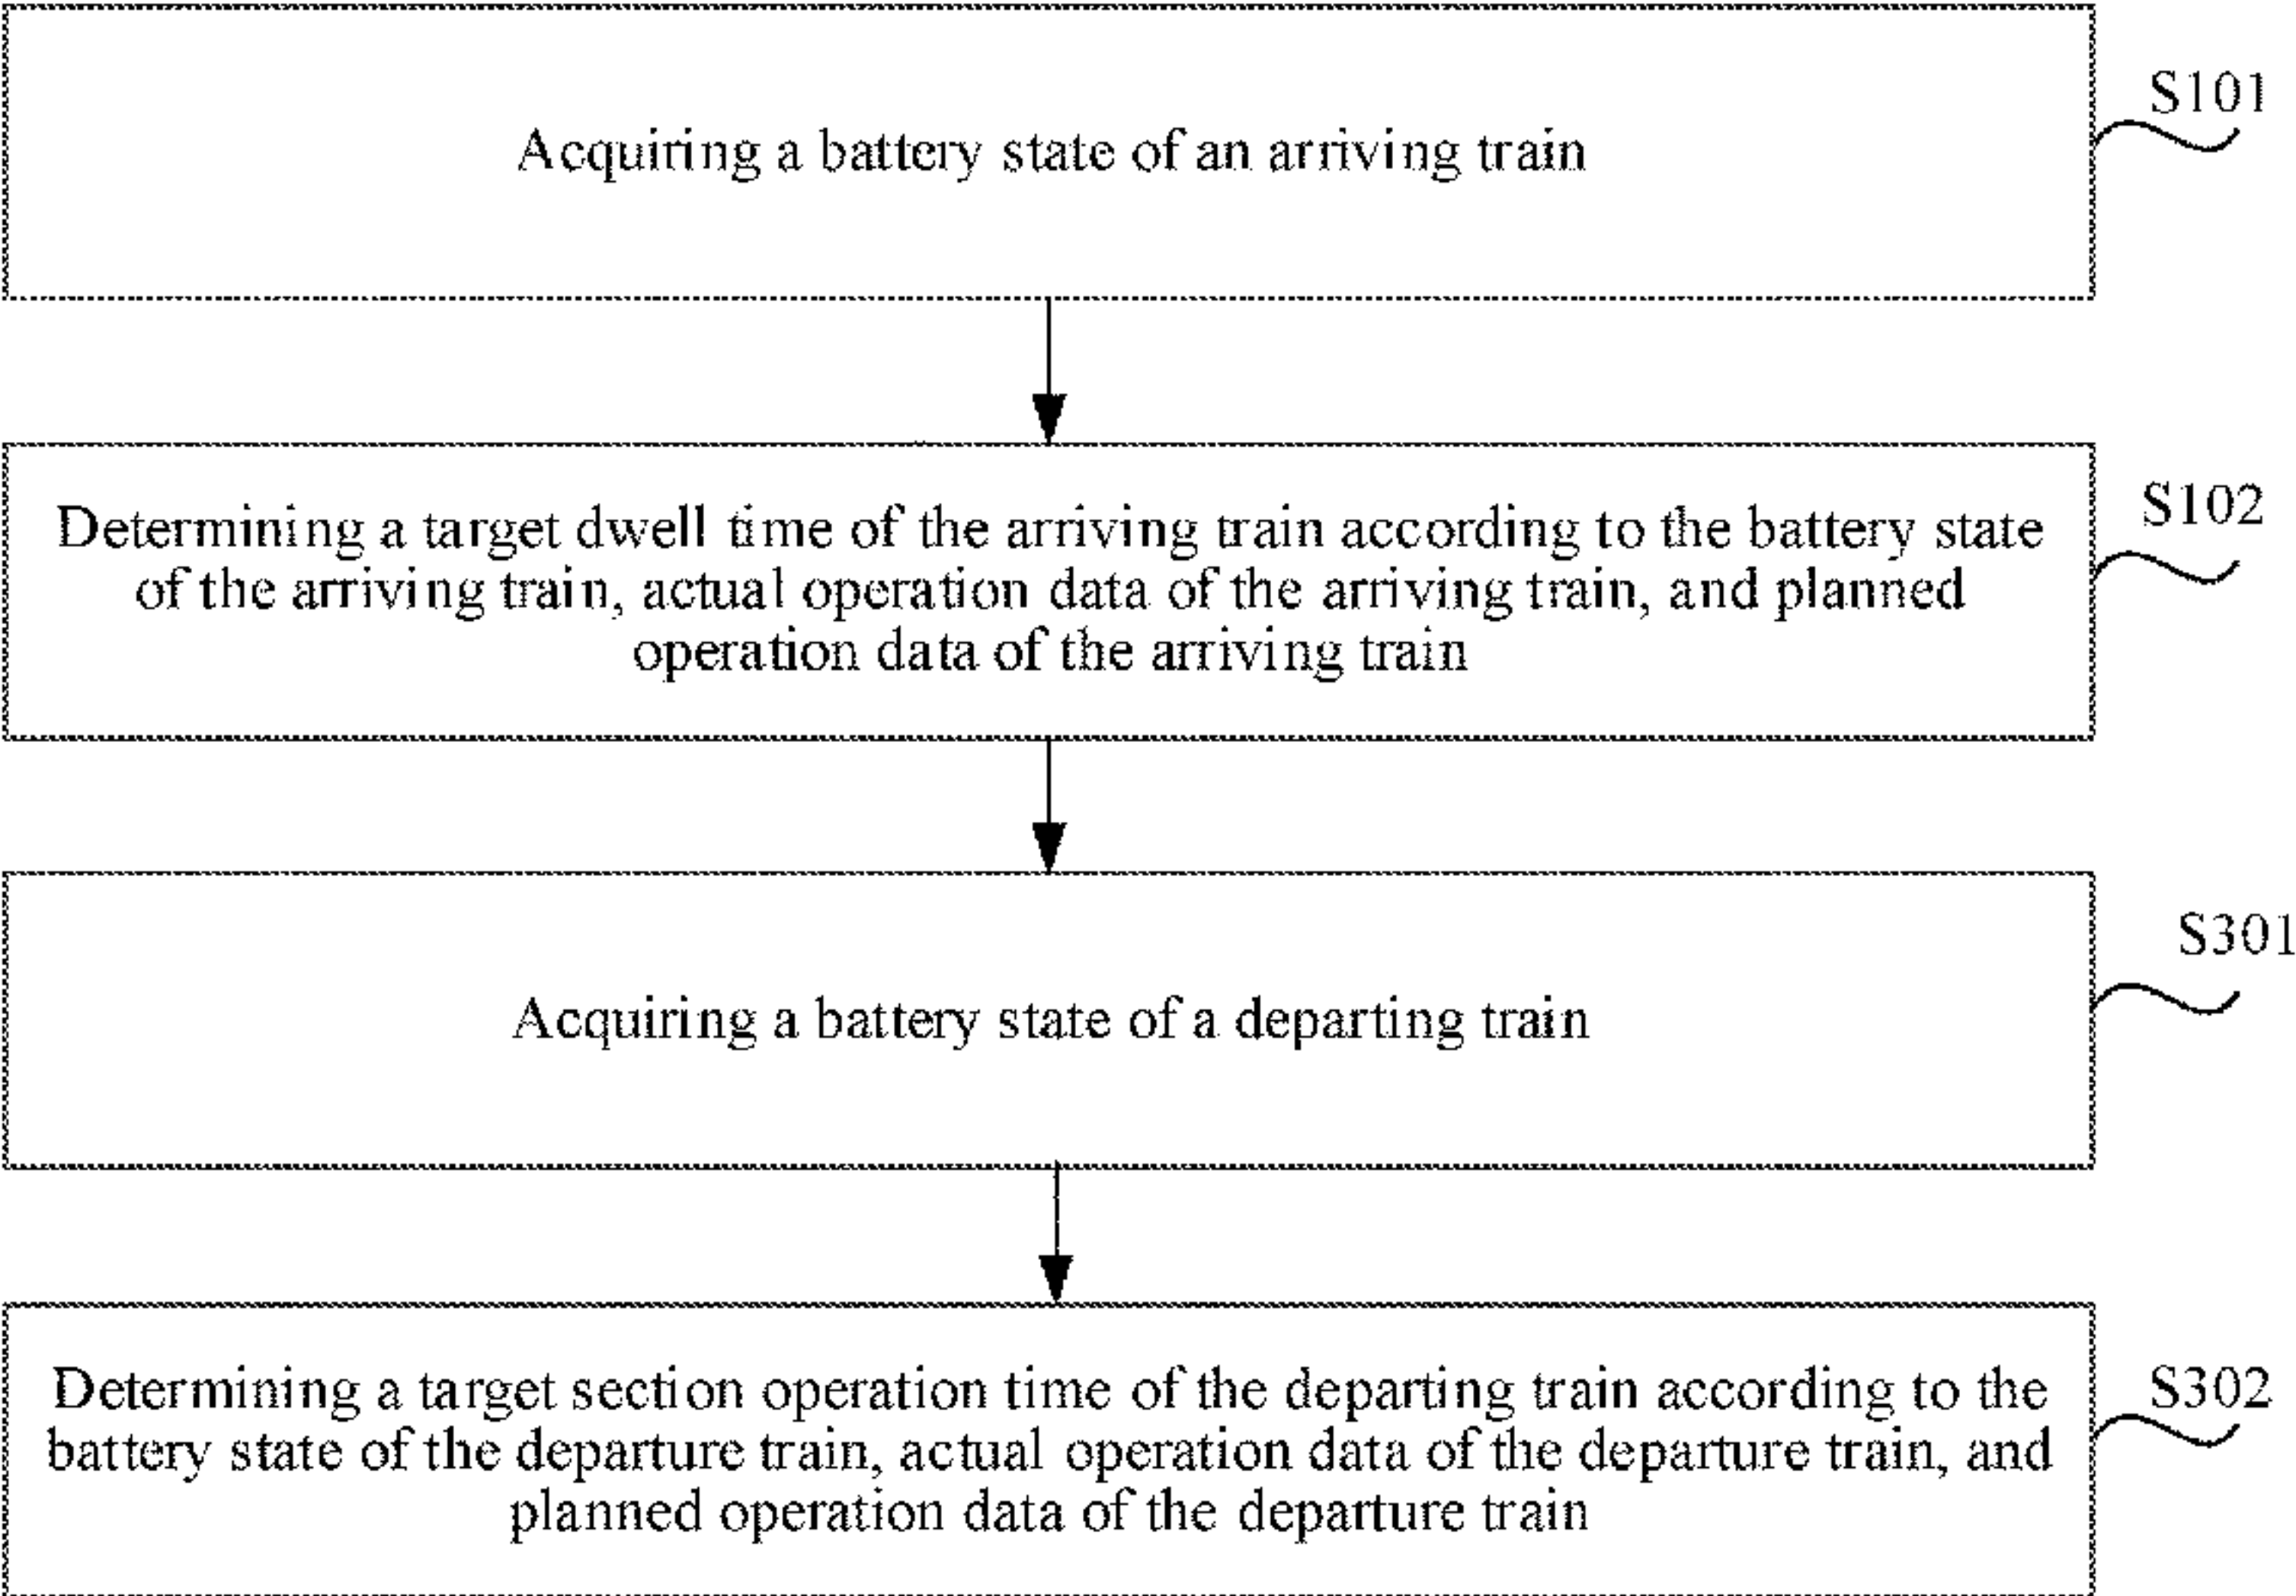 Acquiring a battery state of an arriving train
S101
Determining a target dwell time of the arriving train according to the battery state
of the arriving train, actual operation data of the arriving train, and planned
operation data of the arriving train
S102
Acquiring a battery state of a departing train
S301
Determining a target section operation time of the departing train according to the
battery state of the departure train, actual operation data of the departure train, and
planned operation data of the departure train
S302